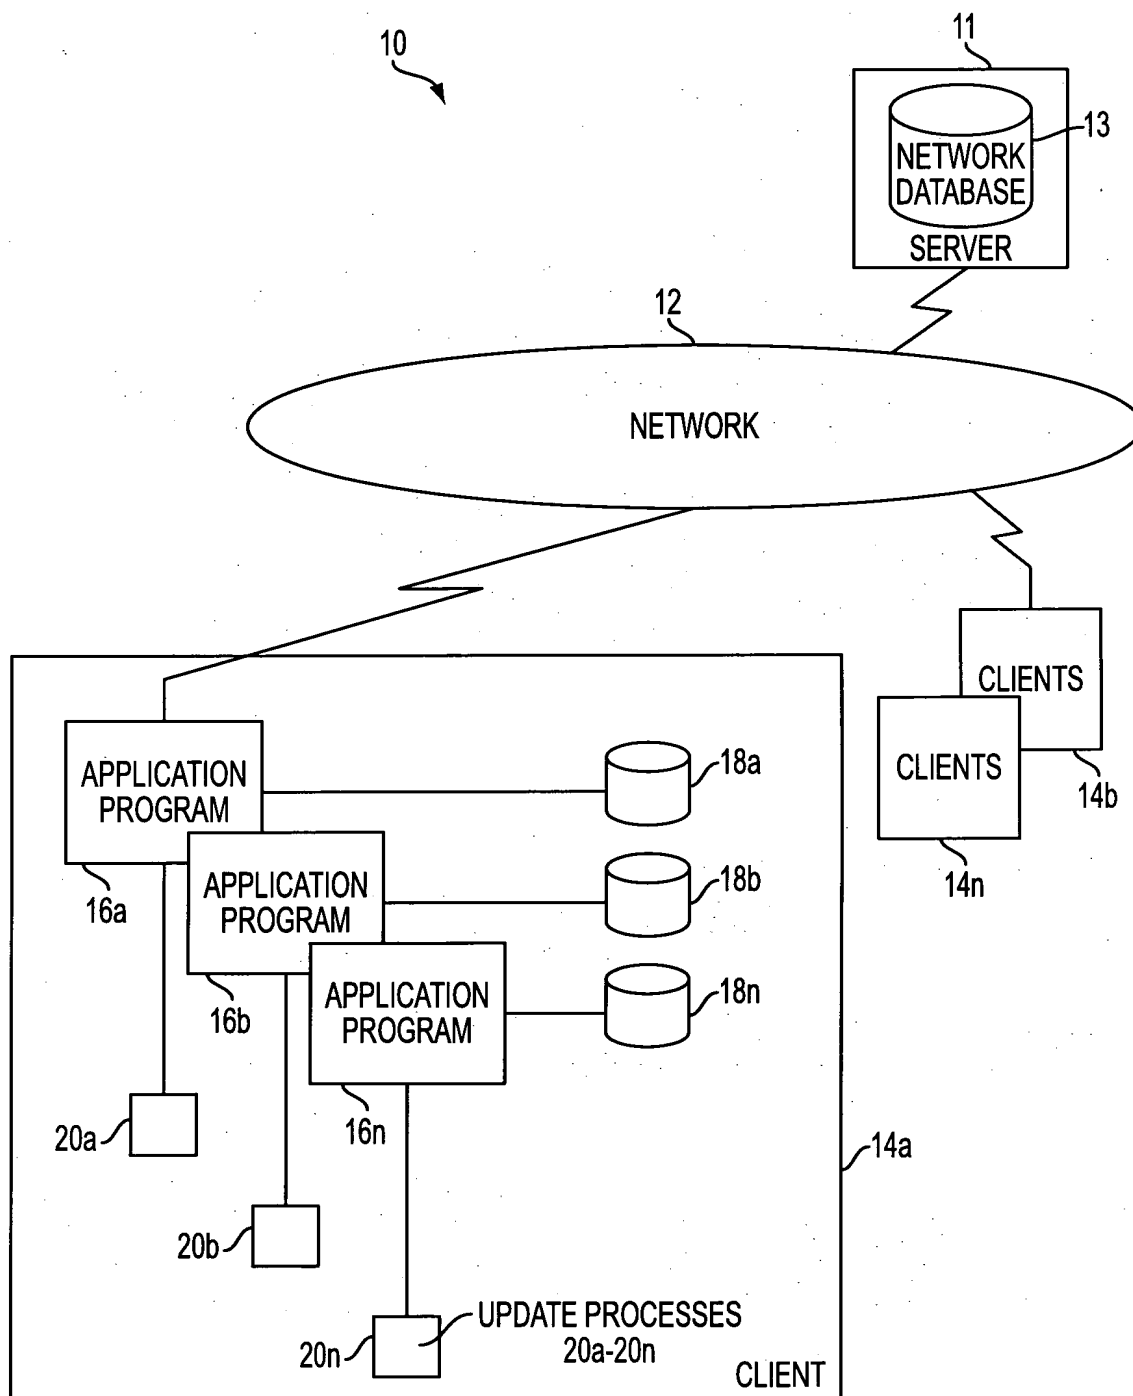 10
11
13
NETWORK
DATABASE
SERVER
12
NETWORK
CLIENTS
14b
CLIENTS
14n
APPLICATION
PROGRAM
16a
18a
APPLICATION
PROGRAM
16b
18b
APPLICATION
PROGRAM
16n
18n
20a
14a
20b
20n
UPDATE PROCESSES
20a-20n
CLIENT